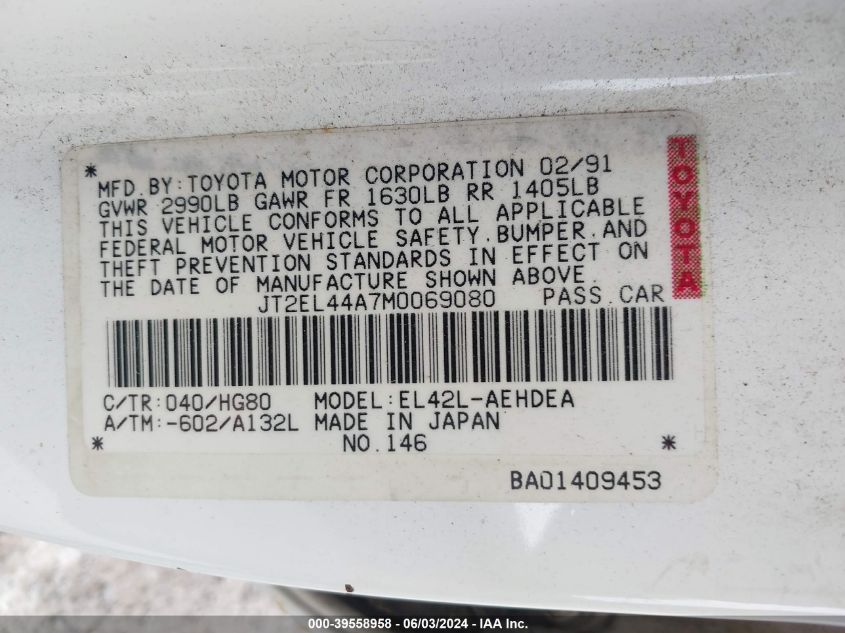 * MFD.BY:TOYOTA MOTOR CORPORATION 02/91
GVWR 2990LB GAWR FR 1630LB RR 1405LB
THIS VEHICLE CONFORMS TO ALL APPLICABLE
FEDERAL MOTOR VEHICLE SAFETY.BUMPER.AND
THEFT PREVENTION STANDARDS IN EFFECT ON
THE DATE OF MANUFACTURE SHOWN ABOVE.
JT2EL44A7M0069080 PASS.CAR
TOYOTA
C/TR:040/HG80 MODEL:EL42L-AEHDEA
A/TM:-602/A132L MADE IN JAPAN
* NO.146 *
BA01409453
000-39558958 - 06/03/2024 - IAAI.com